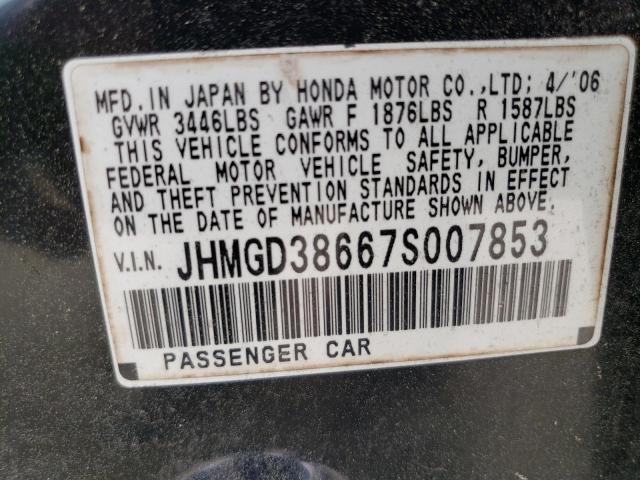 MFD. IN JAPAN BY HONDA MOTOR CO.,LTD; 4/'06
GVWR 3446LBS GAWR F 1876LBS R 1587LBS
THIS VEHICLE CONFORMS TO ALL APPLICABLE
FEDERAL MOTOR VEHICLE SAFETY, BUMPER,
AND THEFT PREVENTION STANDARDS IN EFFECT
ON THE DATE OF MANUFACTURE SHOWN ABOVE.
V.I.N. JHMGD38667S007853
PASSENGER CAR